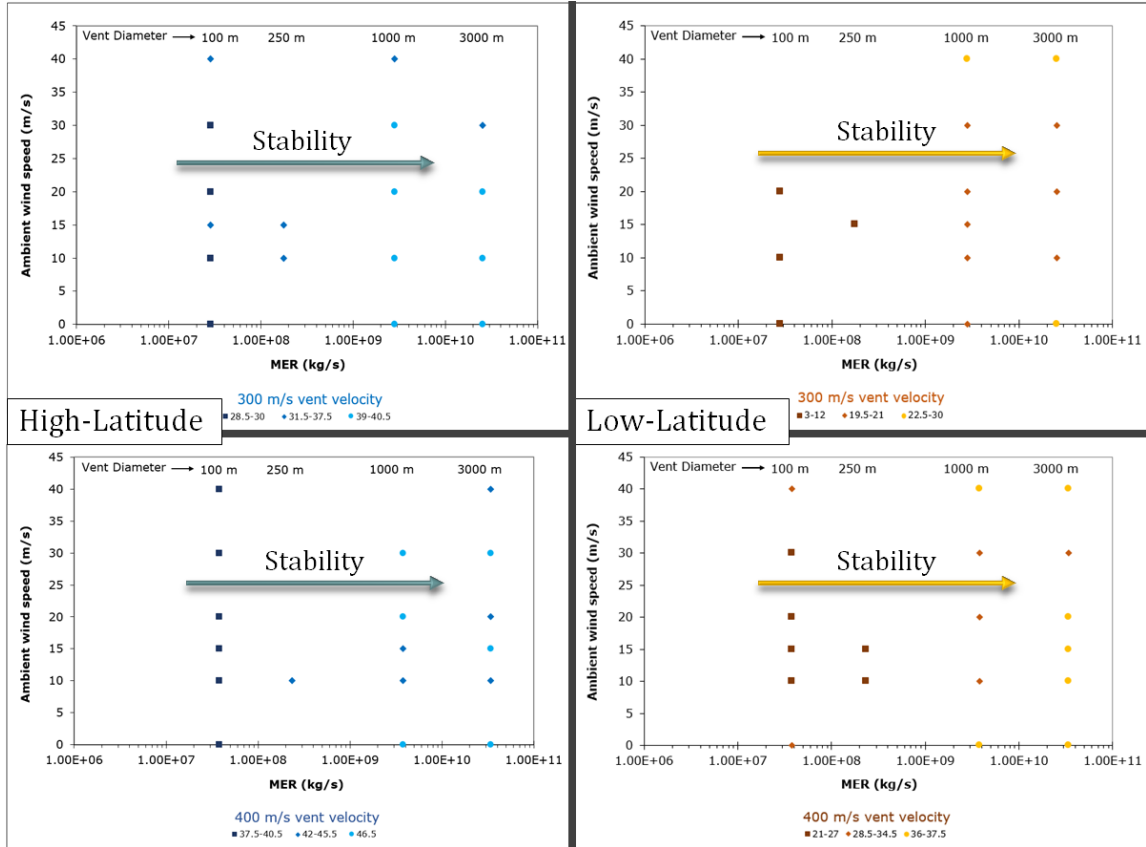 Vent Diameter → 100 m 250 m 1000 m 3000 m
45
40
35
30
25
20
15
10
5
0
Ambient wind speed (m/s)
Stability
1.00E+06 1.00E+07 1.00E+08 1.00E+09 1.00E+10 1.00E+11
MER (kg/s)
300 m/s vent velocity
28.5-30 31.5-37.5 39-40.5
High-Latitude
Vent Diameter → 100 m 250 m 1000 m 3000 m
45
40
35
30
25
20
15
10
5
0
Ambient wind speed (m/s)
Stability
1.00E+06 1.00E+07 1.00E+08 1.00E+09 1.00E+10 1.00E+11
MER (kg/s)
300 m/s vent velocity
3-12 19.5-21 22.5-30
Low-Latitude
Vent Diameter → 100 m 250 m 1000 m 3000 m
45
40
35
30
25
20
15
10
5
0
Ambient wind speed (m/s)
Stability
1.00E+06 1.00E+07 1.00E+08 1.00E+09 1.00E+10 1.00E+11
MER (kg/s)
400 m/s vent velocity
37.5-40.5 42-45.5 46.5
Vent Diameter → 100 m 250 m 1000 m 3000 m
45
40
35
30
25
20
15
10
5
0
Ambient wind speed (m/s)
Stability
1.00E+06 1.00E+07 1.00E+08 1.00E+09 1.00E+10 1.00E+11
MER (kg/s)
400 m/s vent velocity
21-27 28.5-34.5 36-37.5